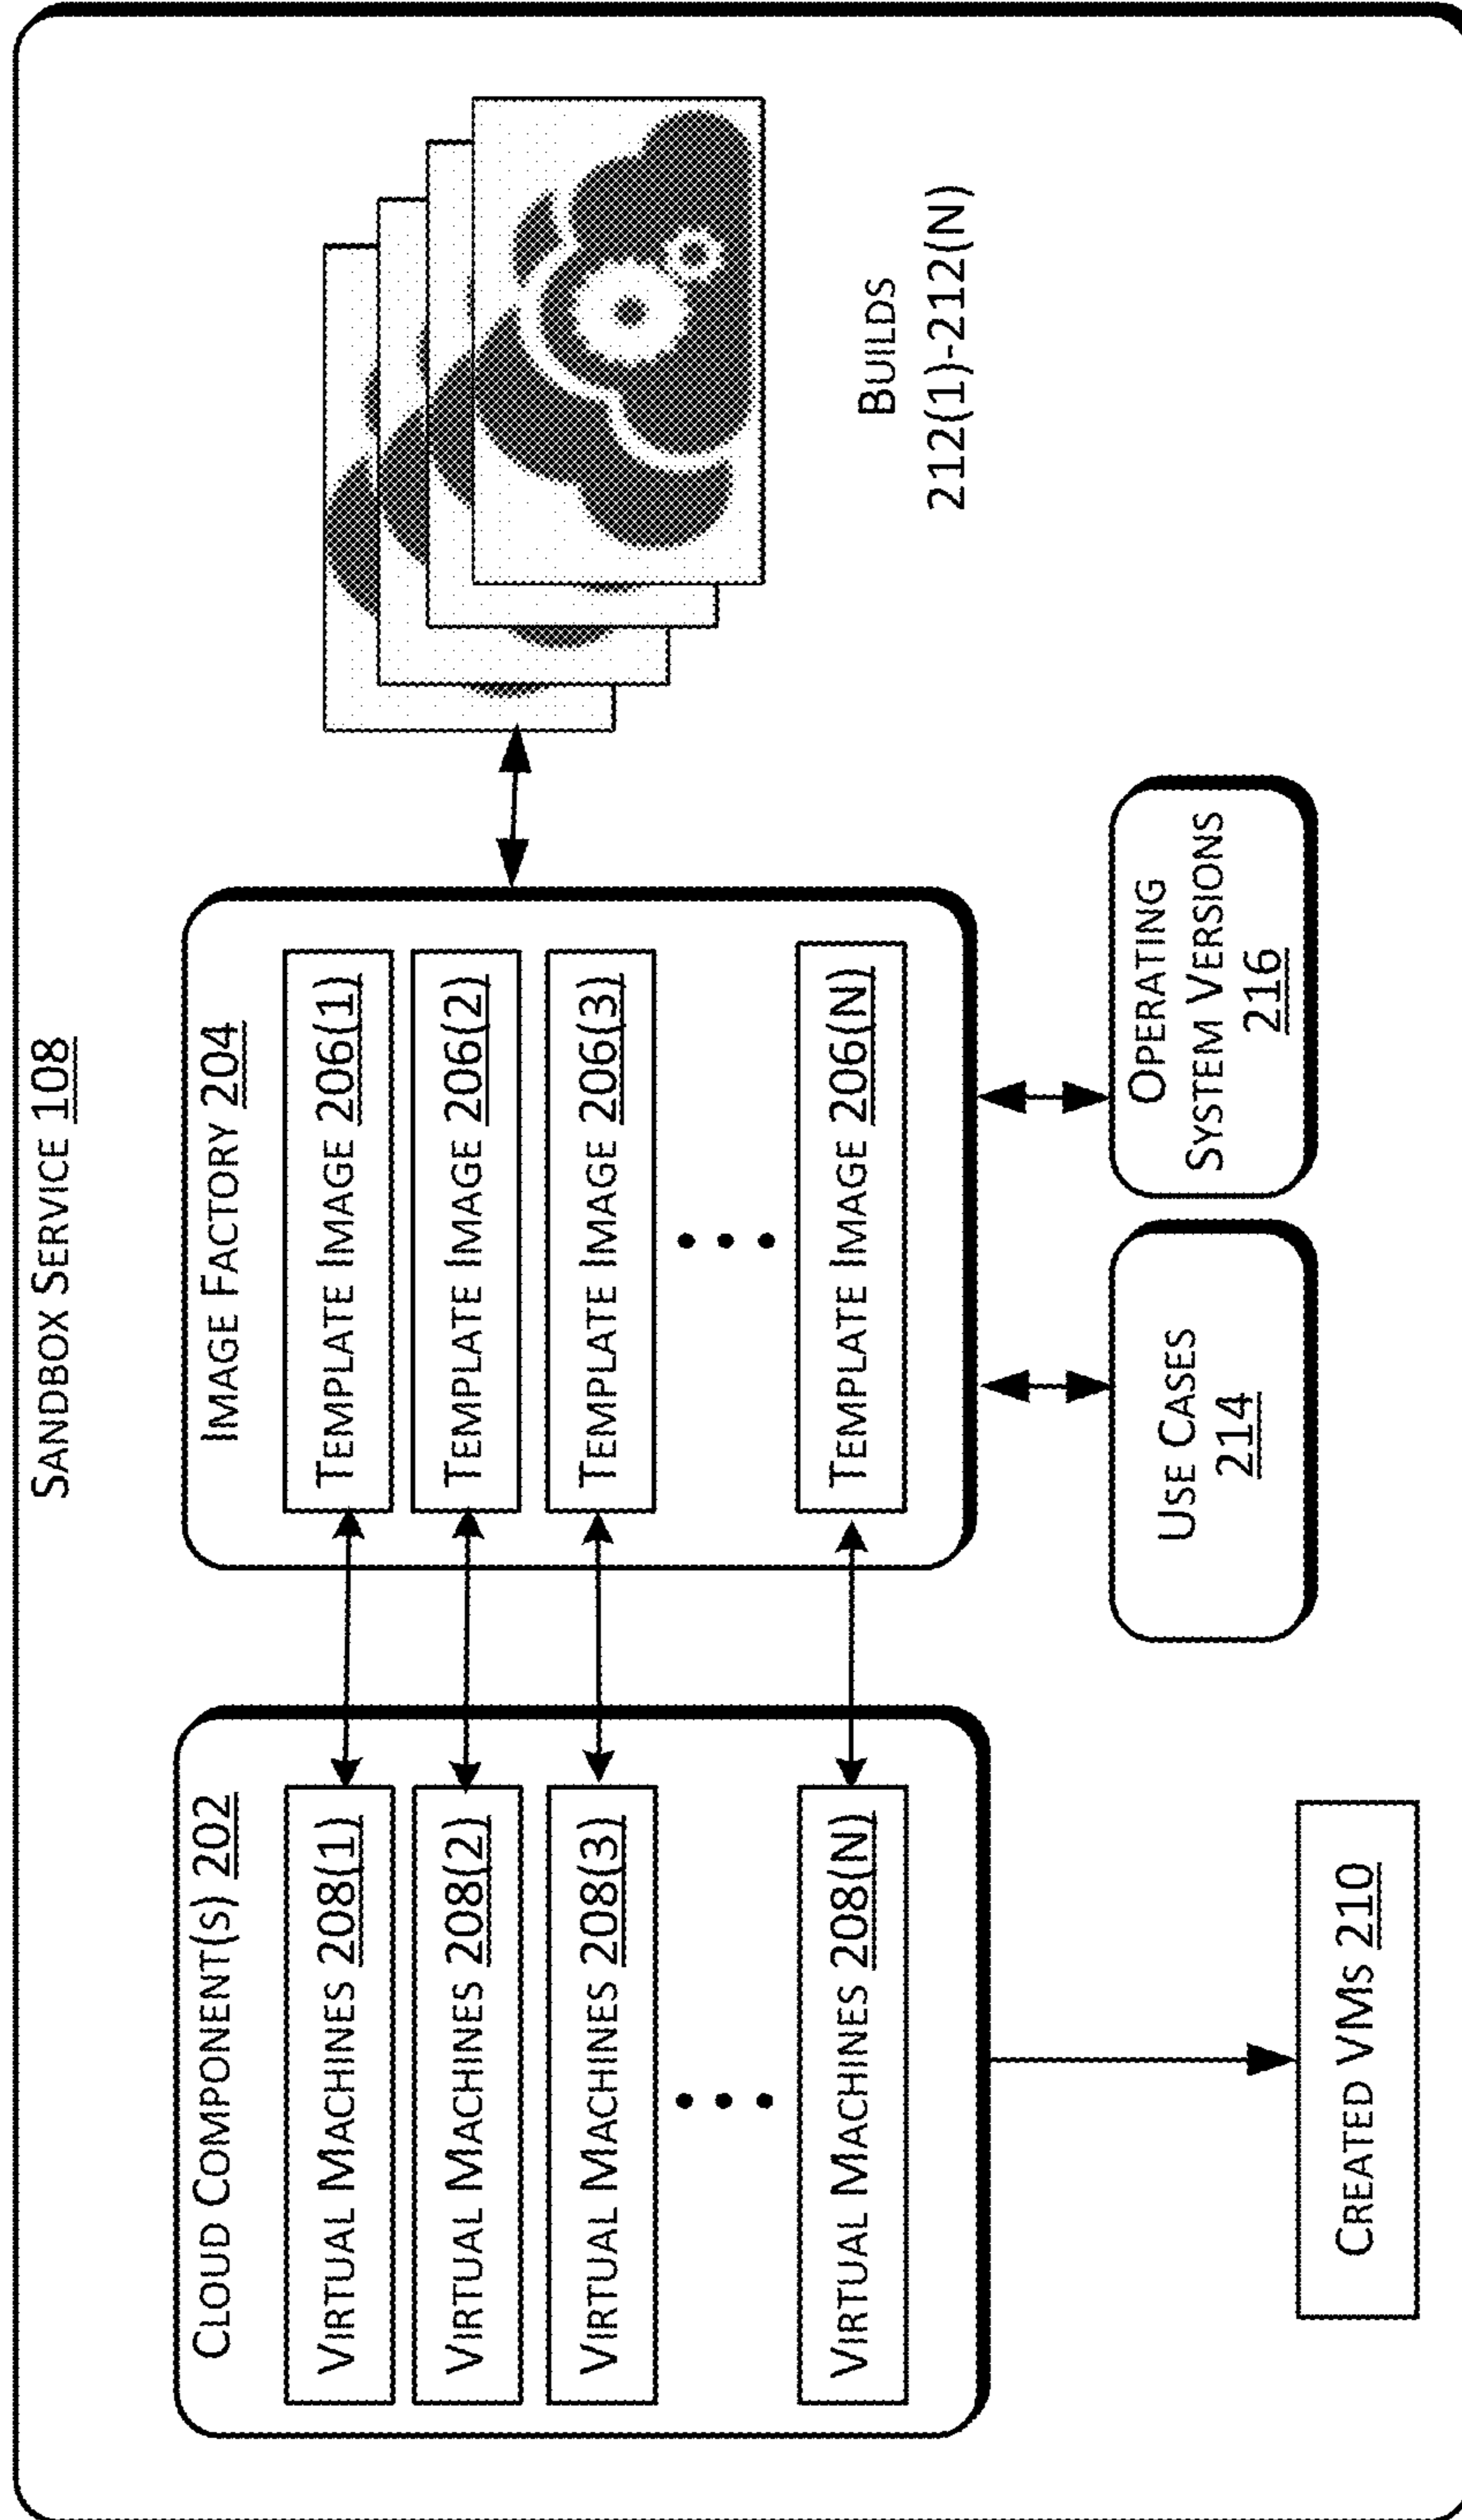 SANDBOX SERVICE 108
CLOUD COMPONENT(S) 202
VIRTUAL MACHINES 208(1)
VIRTUAL MACHINES 208(2)
VIRTUAL MACHINES 208(3)
VIRTUAL MACHINES 208(N)
CREATED VMS 210
IMAGE FACTORY 204
TEMPLATE IMAGE 206(1)
TEMPLATE IMAGE 206(2)
TEMPLATE IMAGE 206(3)
TEMPLATE IMAGE 206(N)
USE CASES
214
OPERATING
SYSTEM VERSIONS
216
BUILDS
212(1)-212(N)